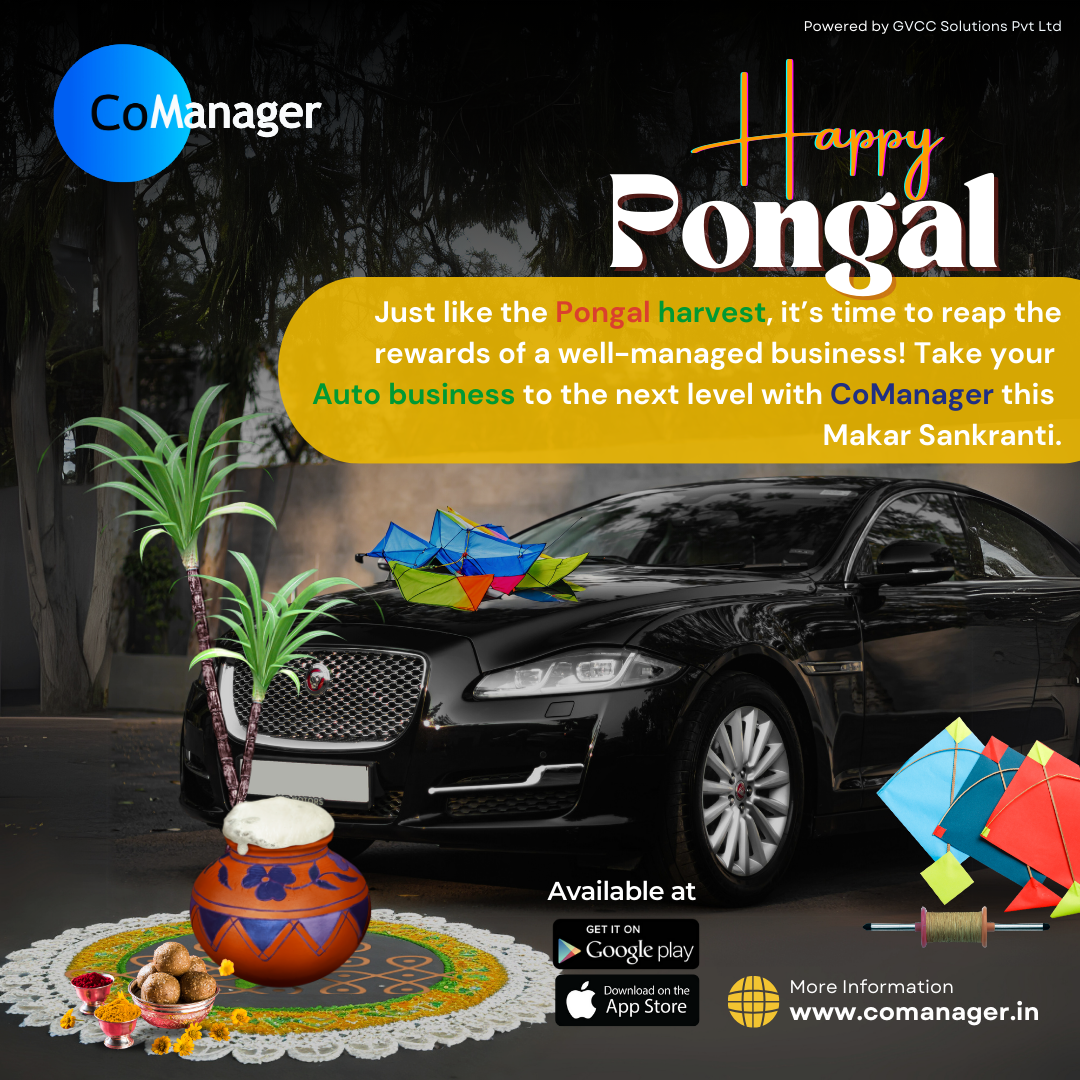 Powered by GVCC Solutions Pvt Ltd
CoManager
Happy
Pongal
Just like the Pongal harvest, it’s time to reap the
rewards of a well-managed business! Take your
Auto business to the next level with CoManager this
Makar Sankranti.
Available at
GET IT ON
Google play
Download on the
App Store
More Information
www.comanager.in